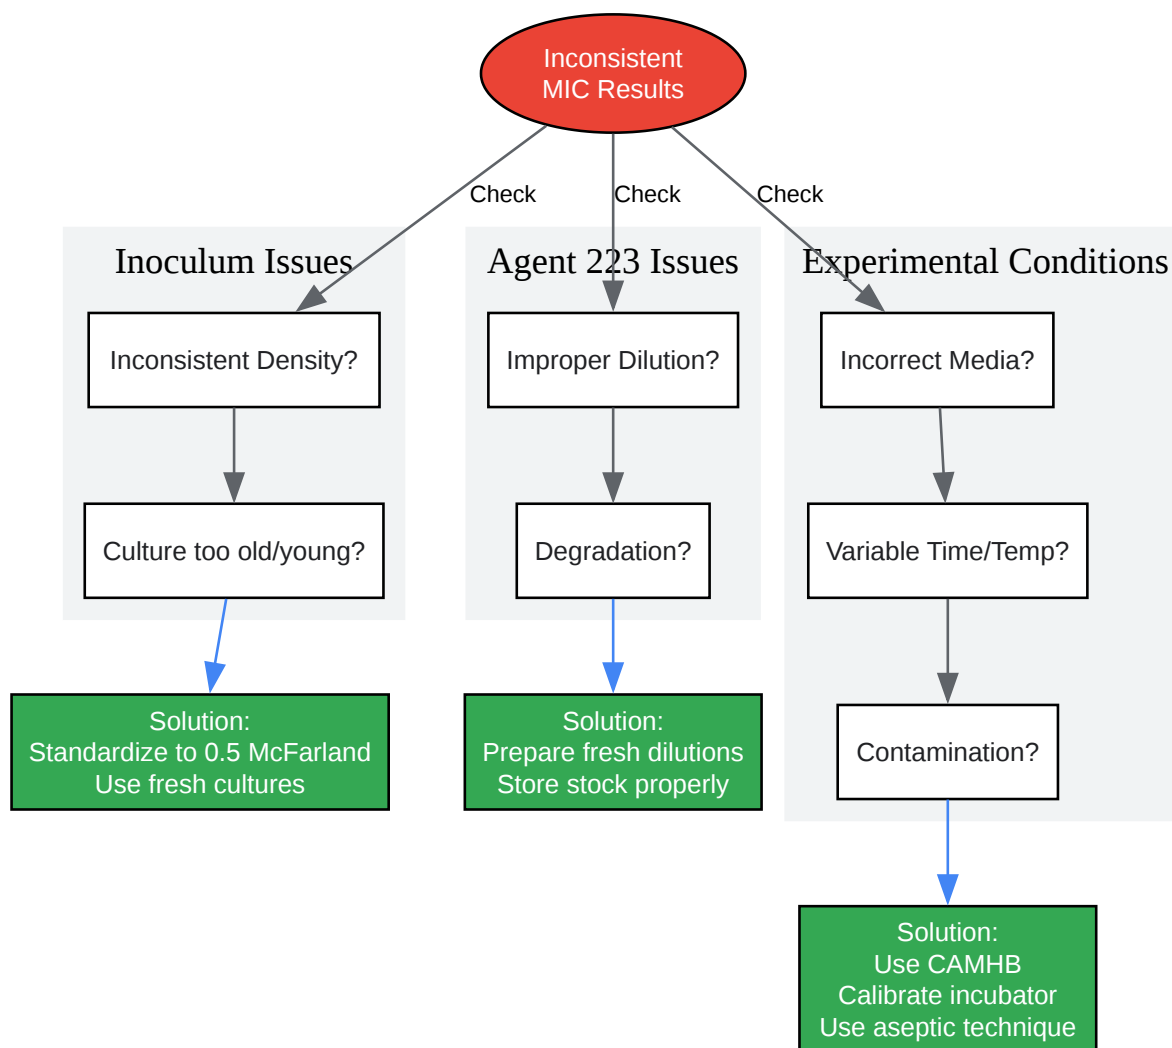 Inconsistent
MIC Results
Check
Check
Check
Inoculum Issues
Agent 223 Issues
Experimental Conditions
Inconsistent Density?
Improper Dilution?
Incorrect Media?
Culture too old/young?
Degradation?
Variable Time/Temp?
Solution:
Standardize to 0.5 McFarland
Use fresh cultures
Solution:
Prepare fresh dilutions
Store stock properly
Contamination?
Solution:
Use CAMHB
Calibrate incubator
Use aseptic technique